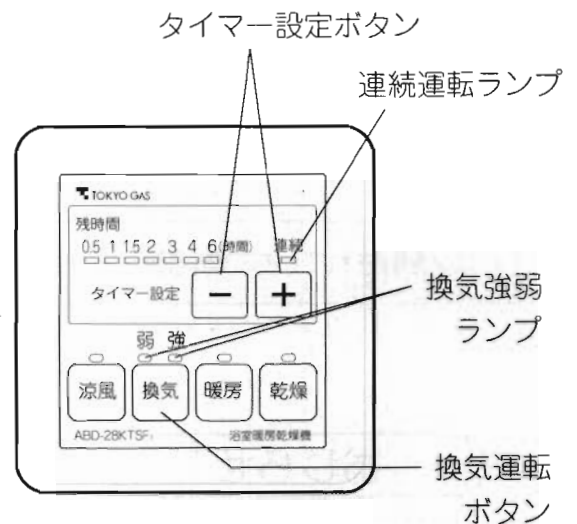 タイマー設定ボタン
連続運転ランプ
TOKYO GAS
残時間
0.5 1 1.5 2 3 4 6(時間) 連続
タイマー設定 − +
換気強弱
ランプ
弱 強
涼風 換気 暖房 乾燥
ABD-28KTSF 浴室暖房乾燥機
換気運転
ボタン